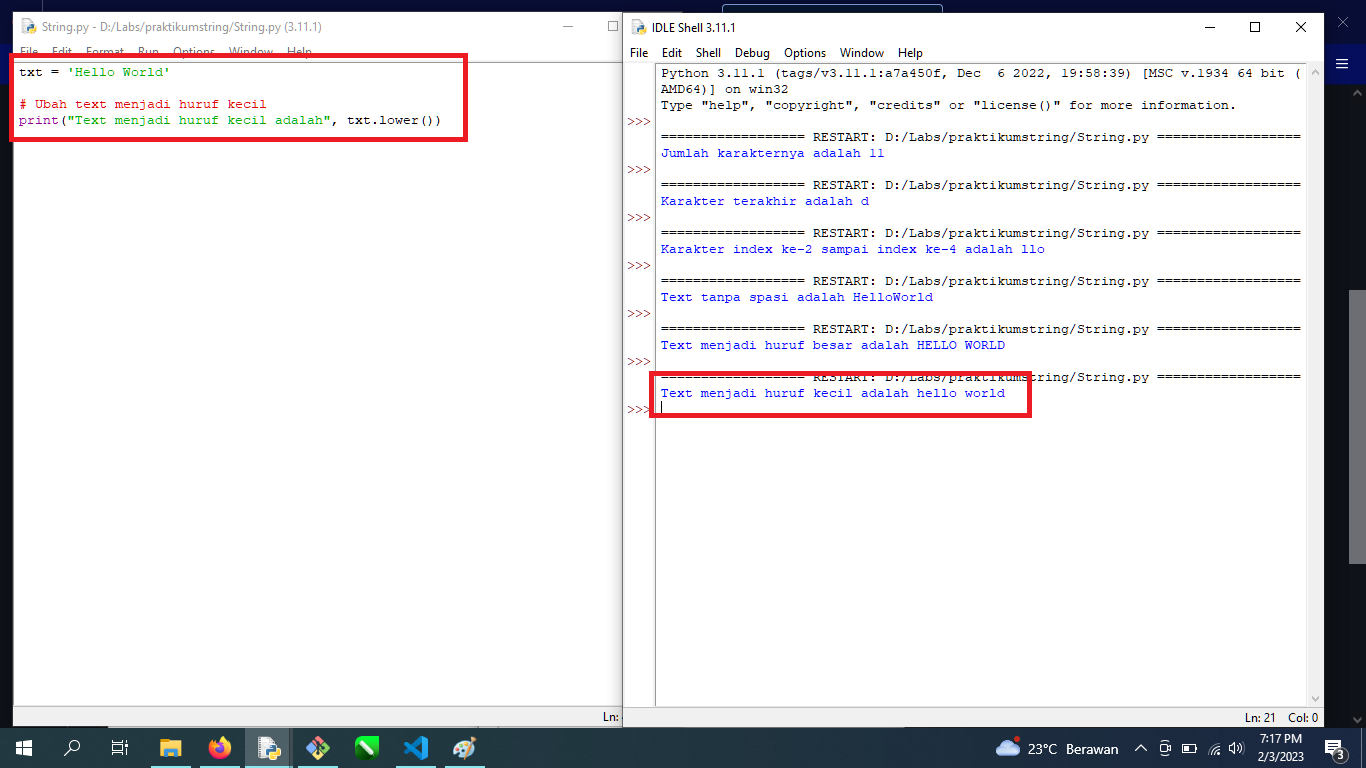 String.py - D:/Labs/praktikumstring/String.py (3.11.1)
File Edit Format Run Options Window Help
txt = 'Hello World'
# Ubah text menjadi huruf kecil
print("Text menjadi huruf kecil adalah", txt.lower())
Ln:
IDLE Shell 3.11.1
File Edit Shell Debug Options Window Help
Python 3.11.1 (tags/v3.11.1:a7a450f, Dec  6 2022, 19:58:39) [MSC v.1934 64 bit (
AMD64)] on win32
Type "help", "copyright", "credits" or "license()" for more information.
>>>
================== RESTART: D:/Labs/praktikumstring/String.py ==================
Jumlah karakternya adalah 11
>>>
================== RESTART: D:/Labs/praktikumstring/String.py ==================
Karakter terakhir adalah d
>>>
================== RESTART: D:/Labs/praktikumstring/String.py ==================
Karakter index ke-2 sampai index ke-4 adalah llo
>>>
================== RESTART: D:/Labs/praktikumstring/String.py ==================
Text tanpa spasi adalah HelloWorld
>>>
================== RESTART: D:/Labs/praktikumstring/String.py ==================
Text menjadi huruf besar adalah HELLO WORLD
>>>
================== RESTART: D:/Labs/praktikumstring/String.py ==================
Text menjadi huruf kecil adalah hello world
>>>
Ln: 21 Col: 0
23°C Berawan
7:17 PM
2/3/2023
3